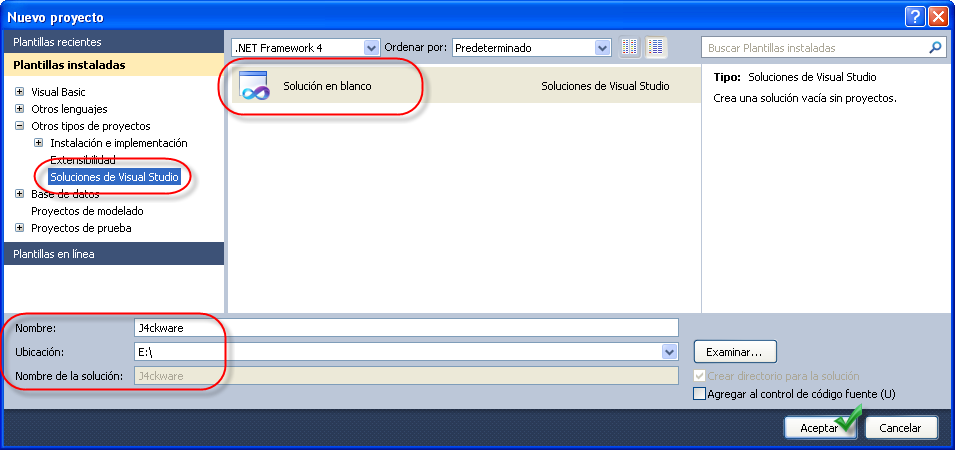 Nuevo proyecto
Plantillas recientes
Plantillas instaladas
Visual Basic
Otros lenguajes
Otros tipos de proyectos
Instalación e implementación
Extensibilidad
Soluciones de Visual Studio
Base de datos
Proyectos de modelado
Proyectos de prueba
Plantillas en línea
.NET Framework 4
Ordenar por: Predeterminado
Solución en blanco Soluciones de Visual Studio
Buscar Plantillas instaladas
Tipo: Soluciones de Visual Studio
Crea una solución vacía sin proyectos.
Nombre: J4ckware
Ubicación: E:\
Examinar...
Nombre de la solución: J4ckware
Crear directorio para la solución
Agregar al control de código fuente (U)
Aceptar Cancelar